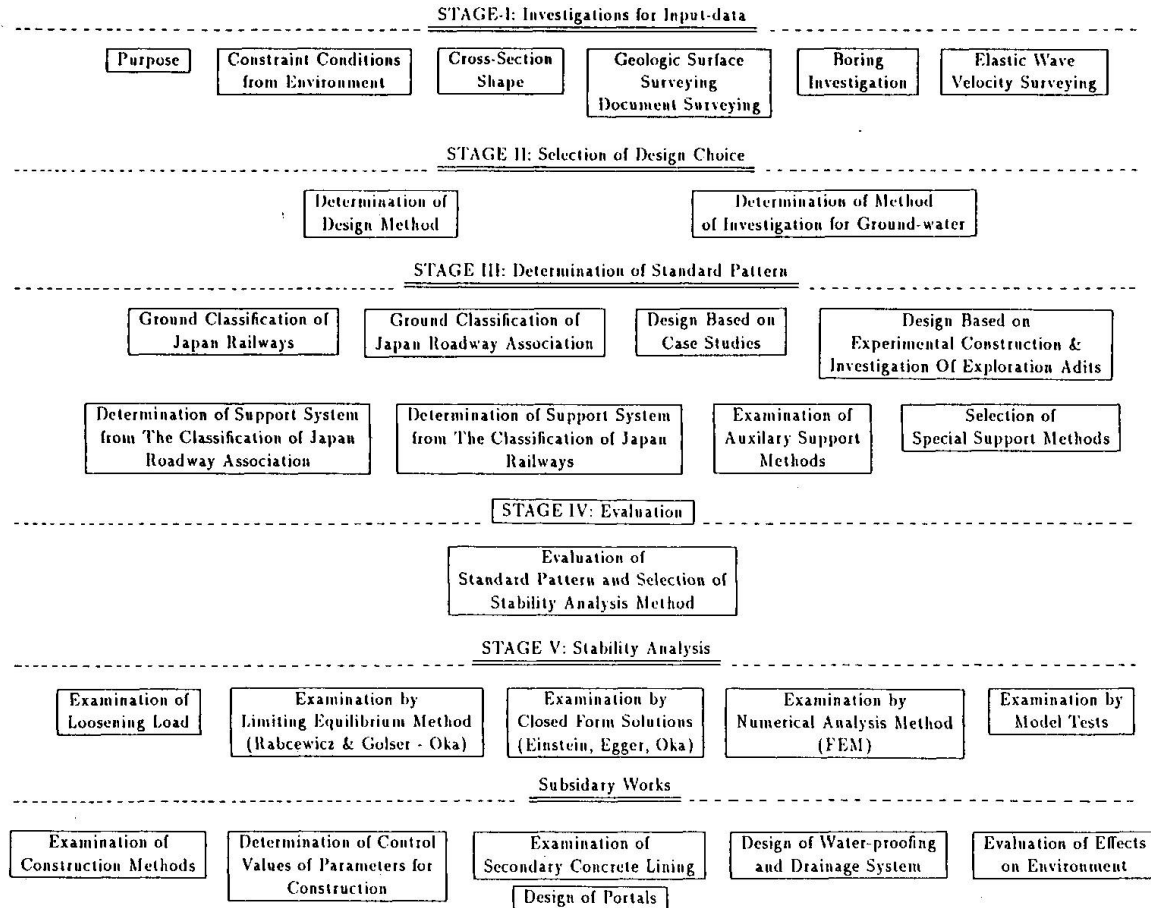 STAGE-I: Investigations for Input-data
Purpose
Constraint Conditions
from Environment
Cross-Section
Shape
Geologic Surface
Surveying
Document Surveying
Boring
Investigation
Elastic Wave
Velocity Surveying
STAGE II: Selection of Design Choice
Determination of
Design Method
Determination of Method
of Investigation for Ground-water
STAGE III: Determination of Standard Pattern
Ground Classification of
Japan Railways
Ground Classification of
Japan Roadway Association
Design Based on
Case Studies
Design Based on
Experimental Construction &
Investigation Of Exploration Adits
Determination of Support System
from The Classification of Japan
Roadway Association
Determination of Support System
from The Classification of Japan
Railways
Examination of
Auxilary Support
Methods
Selection of
Special Support Methods
STAGE IV: Evaluation
Evaluation of
Standard Pattern and Selection of
Stability Analysis Method
STAGE V: Stability Analysis
Examination of
Loosening Load
Examination by
Limiting Equilibrium Method
(Rabcewicz & Golser - Oka)
Examination by
Closed Form Solutions
(Einstein, Egger, Oka)
Examination by
Numerical Analysis Method
(FEM)
Examination by
Model Tests
Subsidary Works
Examination of
Construction Methods
Determination of Control
Values of Parameters for
Construction
Examination of
Secondary Concrete Lining
Design of Water-proofing
and Drainage System
Evaluation of Effects
on Environment
Design of Portals